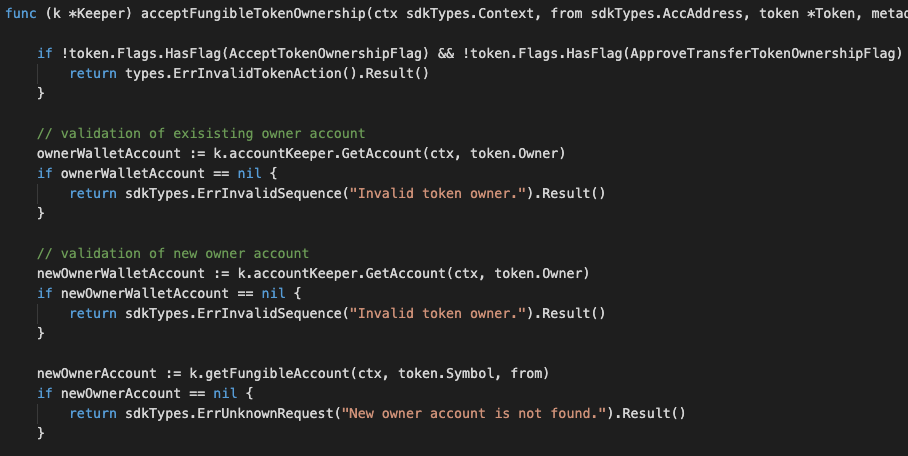 func (k *Keeper) acceptFungibleTokenOwnership(ctx sdkTypes.Context, from sdkTypes.AccAddress, token *Token, metad
if !token.Flags.HasFlag(AcceptTokenOwnershipFlag) && !token.Flags.HasFlag(ApproveTransferTokenOwnershipFlag)
return types.ErrInvalidTokenAction().Result()
}
// validation of exisisting owner account
ownerWalletAccount := k.accountKeeper.GetAccount(ctx, token.Owner)
if ownerWalletAccount == nil {
return sdkTypes.ErrInvalidSequence("Invalid token owner.").Result()
}
// validation of new owner account
newOwnerWalletAccount := k.accountKeeper.GetAccount(ctx, token.Owner)
if newOwnerWalletAccount == nil {
return sdkTypes.ErrInvalidSequence("Invalid token owner.").Result()
}
newOwnerAccount := k.getFungibleAccount(ctx, token.Symbol, from)
if newOwnerAccount == nil {
return sdkTypes.ErrUnknownRequest("New owner account is not found.").Result()
}